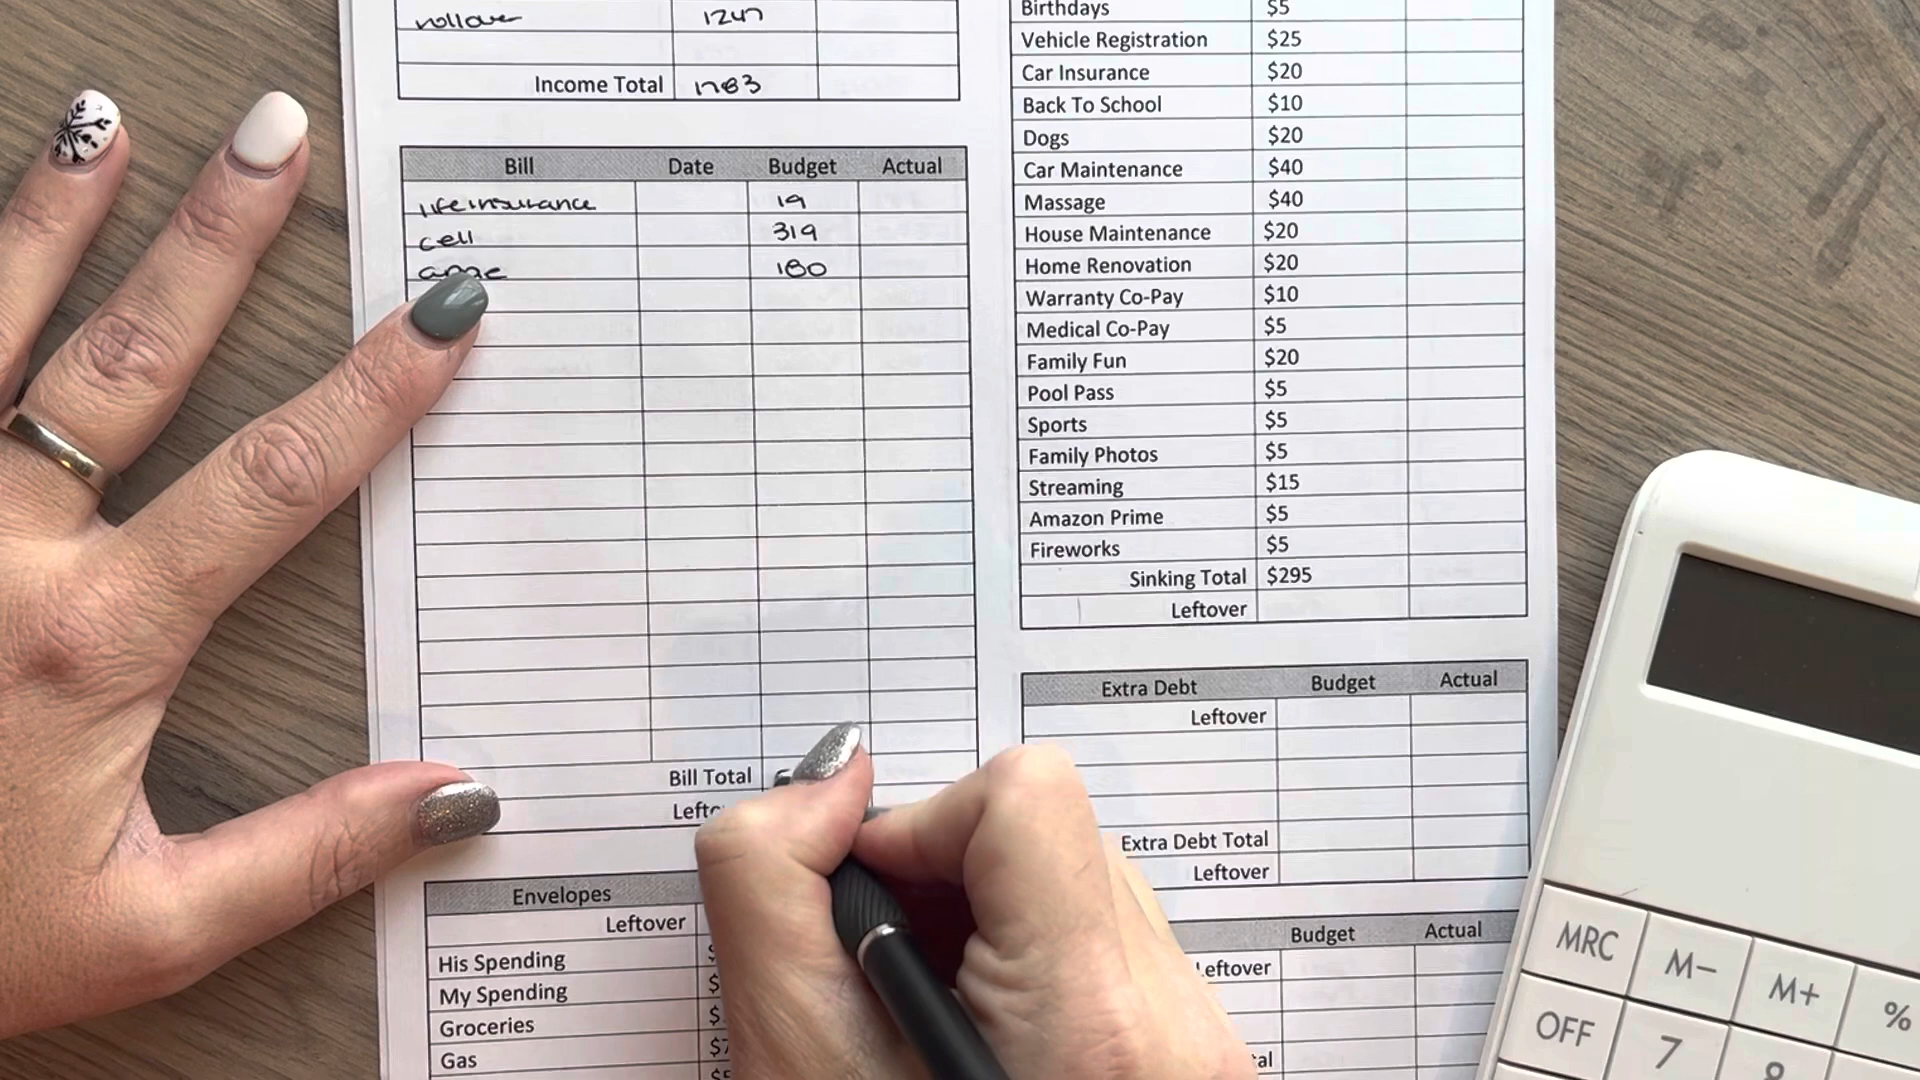 rollover 1247
Income Total 1783
Bill Date Budget Actual
life insurance 19
cell 319
180
Bill Total
Envelopes
Leftover
His Spending
My Spending
Groceries
Gas
Birthdays $5
Vehicle Registration $25
Car Insurance $20
Back To School $10
Dogs $20
Car Maintenance $40
Massage $40
House Maintenance $20
Home Renovation $20
Warranty Co-Pay $10
Medical Co-Pay $5
Family Fun $20
Pool Pass $5
Sports $5
Family Photos $5
Streaming $15
Amazon Prime $5
Fireworks $5
Sinking Total $295
Leftover
Extra Debt Budget Actual
Leftover
Extra Debt Total
Leftover
Budget Actual
MRC M− M+ %
OFF 7